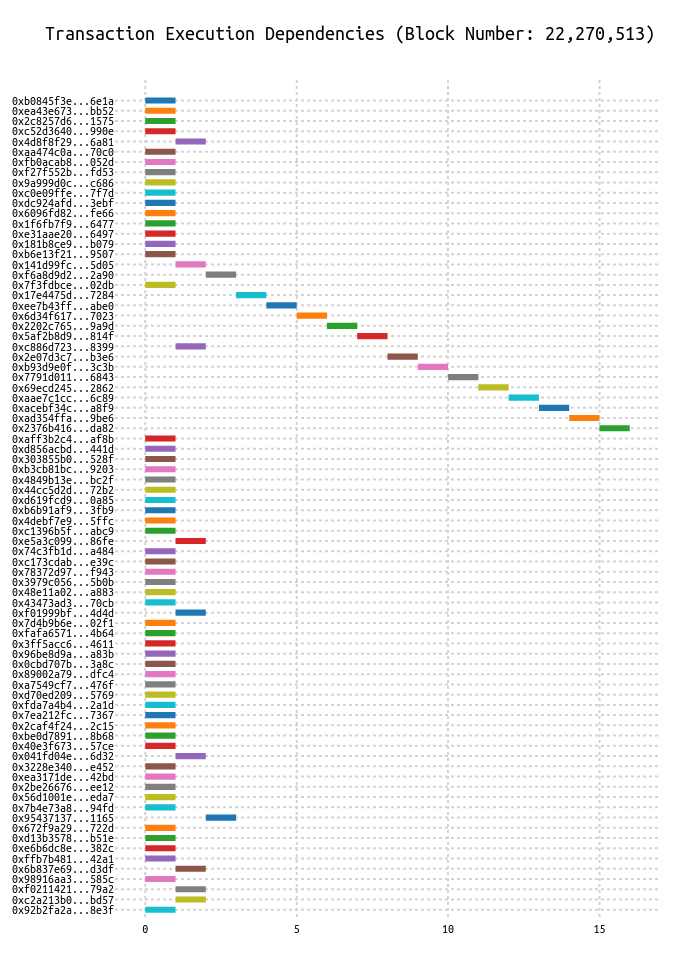 Transaction Execution Dependencies (Block Number: 22,270,513)
0xb0845f3e...6e1a
0xea43e673...bb52
0x2c8257d6...1575
0xc52d3640...990e
0x4d8f8f29...6a81
0xaa474c0a...70c0
0xfb0acab8...052d
0xf27f552b...fd53
0x9a999d0c...c686
0xc0e09ffe...7f7d
0xdc924afd...3ebf
0x6096fd82...fe66
0x1f6fb7f9...6477
0xe31aae20...6497
0x181b8ce9...b079
0xb6e13f21...9507
0x141d99fc...5d05
0xf6a8d9d2...2a90
0x7f3fdbce...02db
0x17e4475d...7284
0xee7b43ff...abe0
0x6d34f617...7023
0x2202c765...9a9d
0x5af2b8d9...814f
0xc886d723...8399
0x2e07d3c7...b3e6
0xb93d9e0f...3c3b
0x7791d011...6843
0x69ecd245...2862
0xaae7c1cc...6c89
0xacebf34c...a8f9
0xad354ffa...9be6
0x2376b416...da82
0xaff3b2c4...af8b
0xd856acbd...441d
0x303855b0...528f
0xb3cb81bc...9203
0x4849b13e...bc2f
0x44cc5d2d...72b2
0xd619fcd9...0a85
0xb6b91af9...3fb9
0x4debf7e9...5ffc
0xc1396b5f...abc9
0xe5a3c099...86fe
0x74c3fb1d...a484
0xc173cdab...e39c
0x78372d97...f943
0x3979c056...5b0b
0x48e11a02...a883
0x43473ad3...70cb
0xf01999bf...4d4d
0x7d4b9b6e...02f1
0xfafa6571...4b64
0x3ff5acc6...4611
0x96be8d9a...a83b
0x0cbd707b...3a8c
0x89002a79...dfc4
0xa7549cf7...476f
0xd70ed209...5769
0xfda7a4b4...2a1d
0x7ea212fc...7367
0x2caf4f24...2c15
0xbe0d7891...8b68
0x40e3f673...57ce
0x041fd04e...6d32
0x3228e340...e452
0xea3171de...42bd
0x2be26676...ee12
0x56d1001e...eda7
0x7b4e73a8...94fd
0x95437137...1165
0x672f9a29...722d
0xd13b3578...b51e
0xe6b6dc8e...382c
0xffb7b481...42a1
0x6b837e69...d3df
0x98916aa3...585c
0xf0211421...79a2
0xc2a213b0...bd57
0x92b2fa2a...8e3f
0 5 10 15